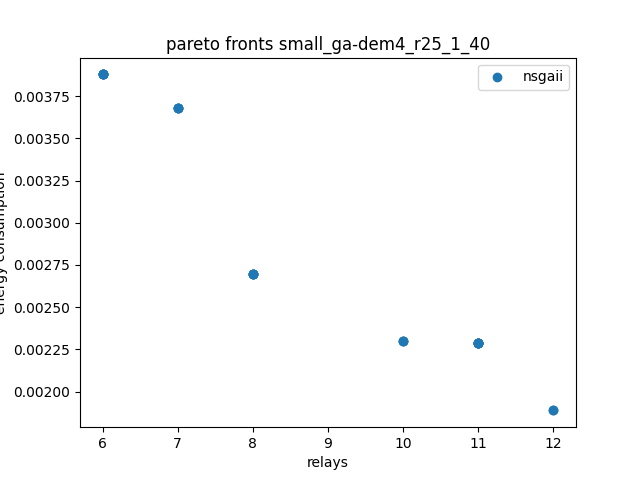 pareto fronts small_ga-dem4_r25_1_40
nsgaii
0.00375
0.00350
0.00325
0.00300
0.00275
0.00250
0.00225
0.00200
energy consumption
6 7 8 9 10 11 12
relays